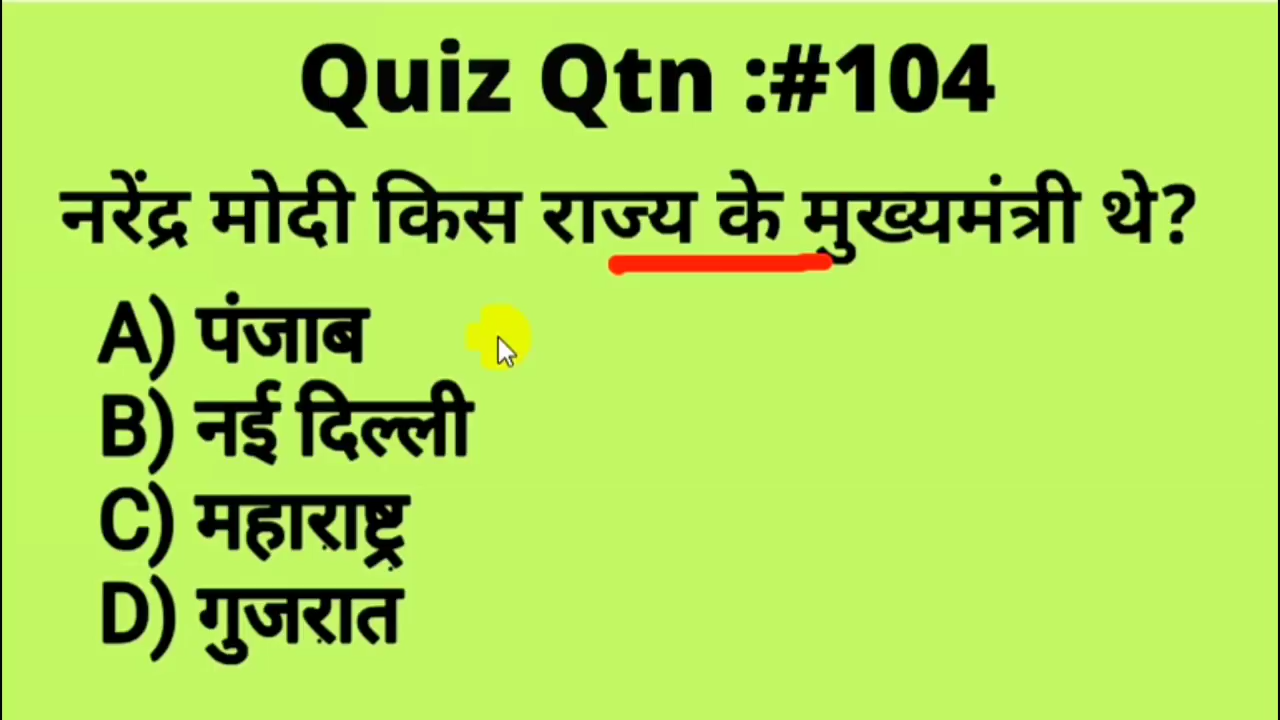 Quiz Qtn :#104
नरेंद्र मोदी किस राज्य के मुख्यमंत्री थे?
A) पंजाब
B) नई दिल्ली
C) महाराष्ट्र
D) गुजरात